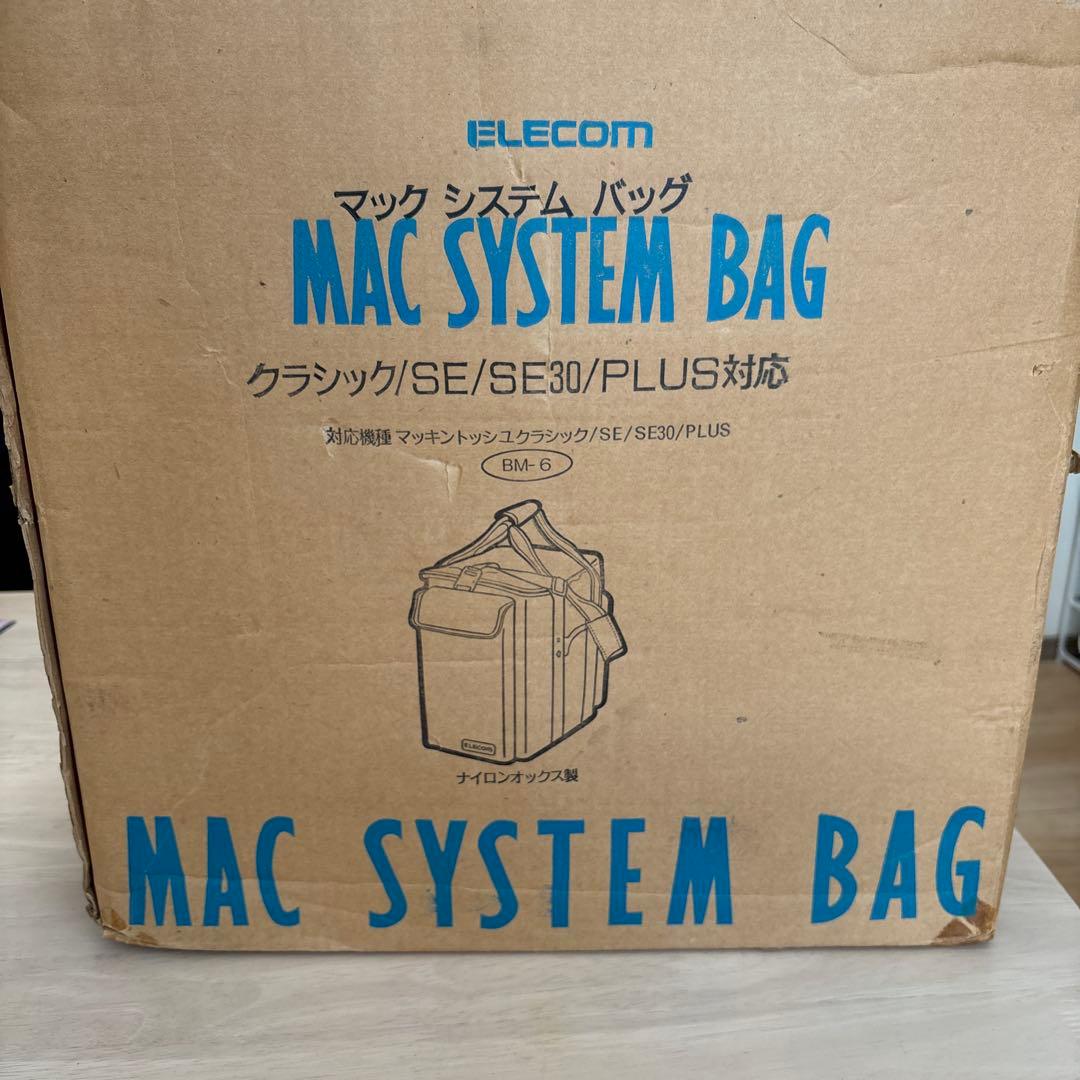 ELECOM
マック システム バッグ
MAC SYSTEM BAG
クラシック/SE/SE30/PLUS対応
対応機種 マッキントッシュクラシック/SE/SE30/PLUS
BM-6
ELECOM
ナイロンオックス製
MAC SYSTEM BAG